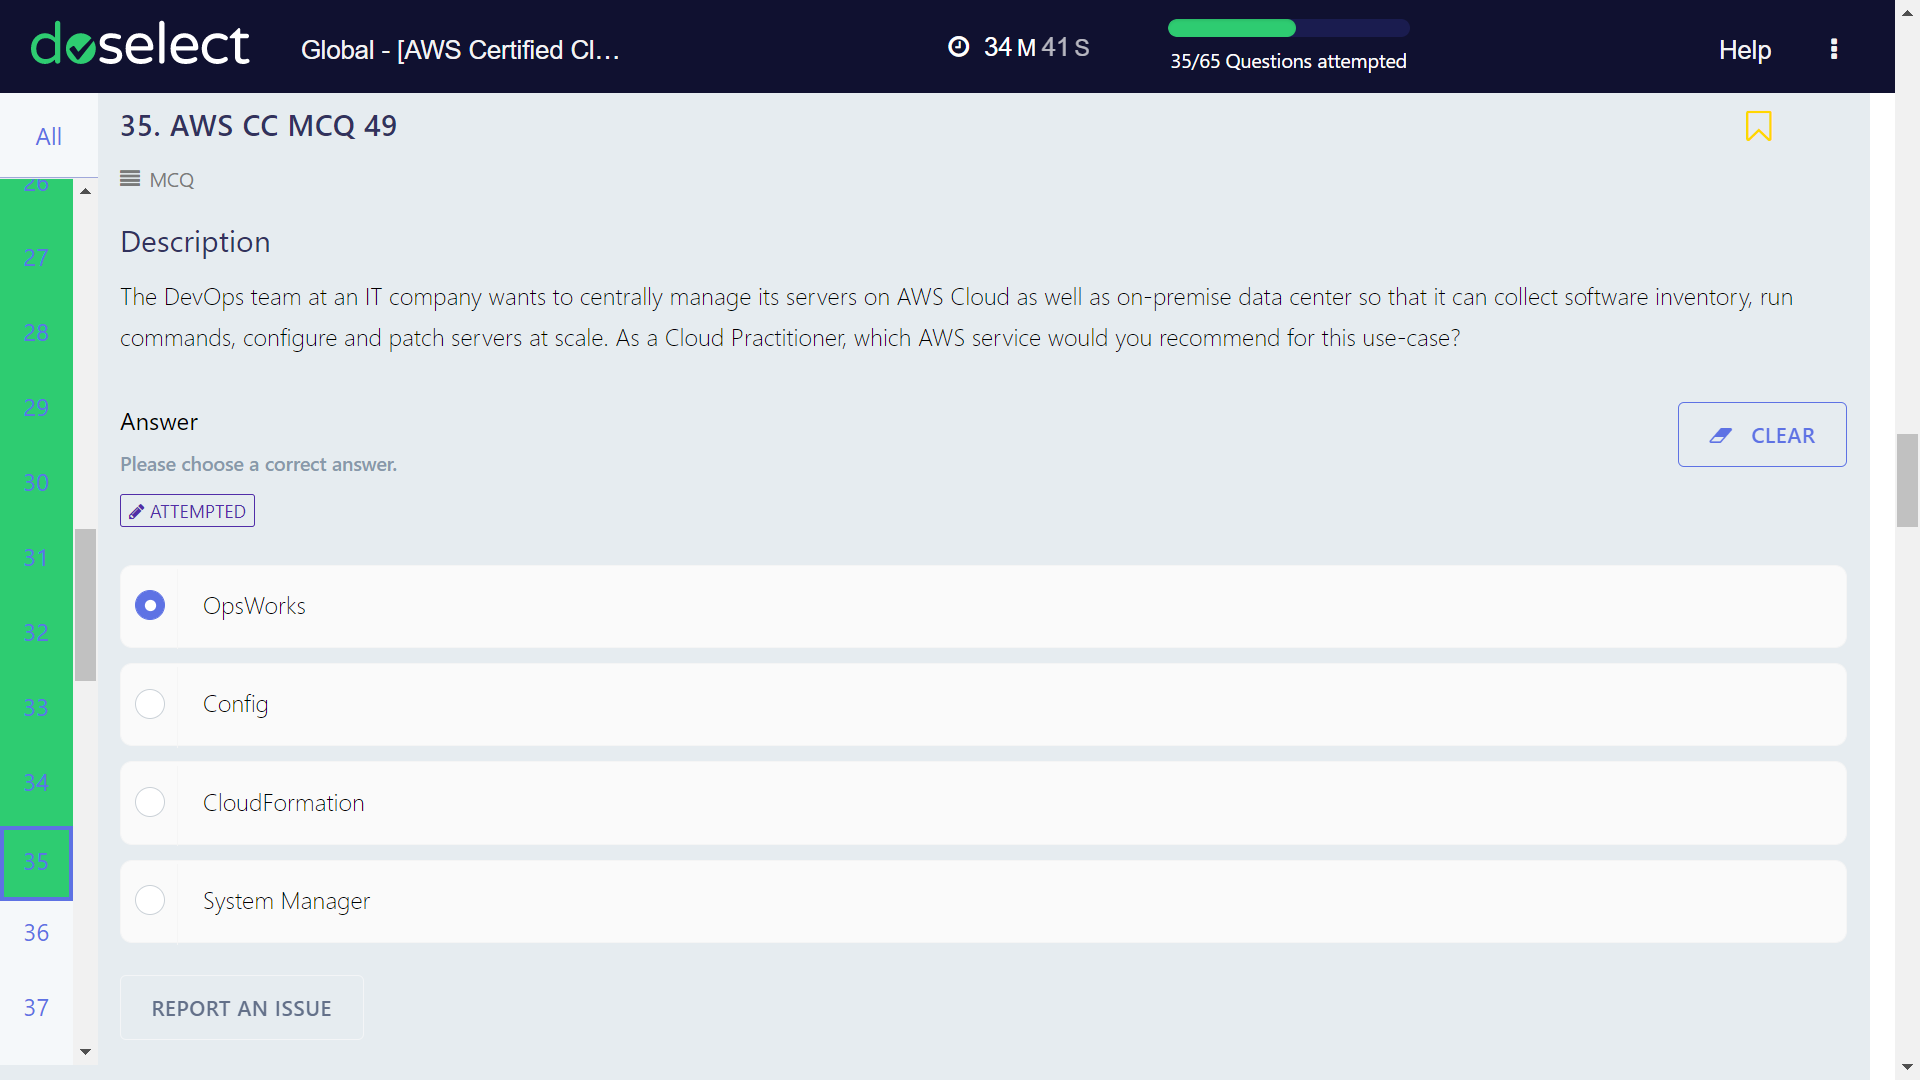 doselect
Global - [AWS Certified Cl...
34 M 41 S
35/65 Questions attempted
Help
All
26
27
28
29
30
31
32
33
34
35
36
37
35. AWS CC MCQ 49
MCQ
Description
The DevOps team at an IT company wants to centrally manage its servers on AWS Cloud as well as on-premise data center so that it can collect software inventory, run
commands, configure and patch servers at scale. As a Cloud Practitioner, which AWS service would you recommend for this use-case?
Answer
CLEAR
Please choose a correct answer.
ATTEMPTED
OpsWorks
Config
CloudFormation
System Manager
REPORT AN ISSUE